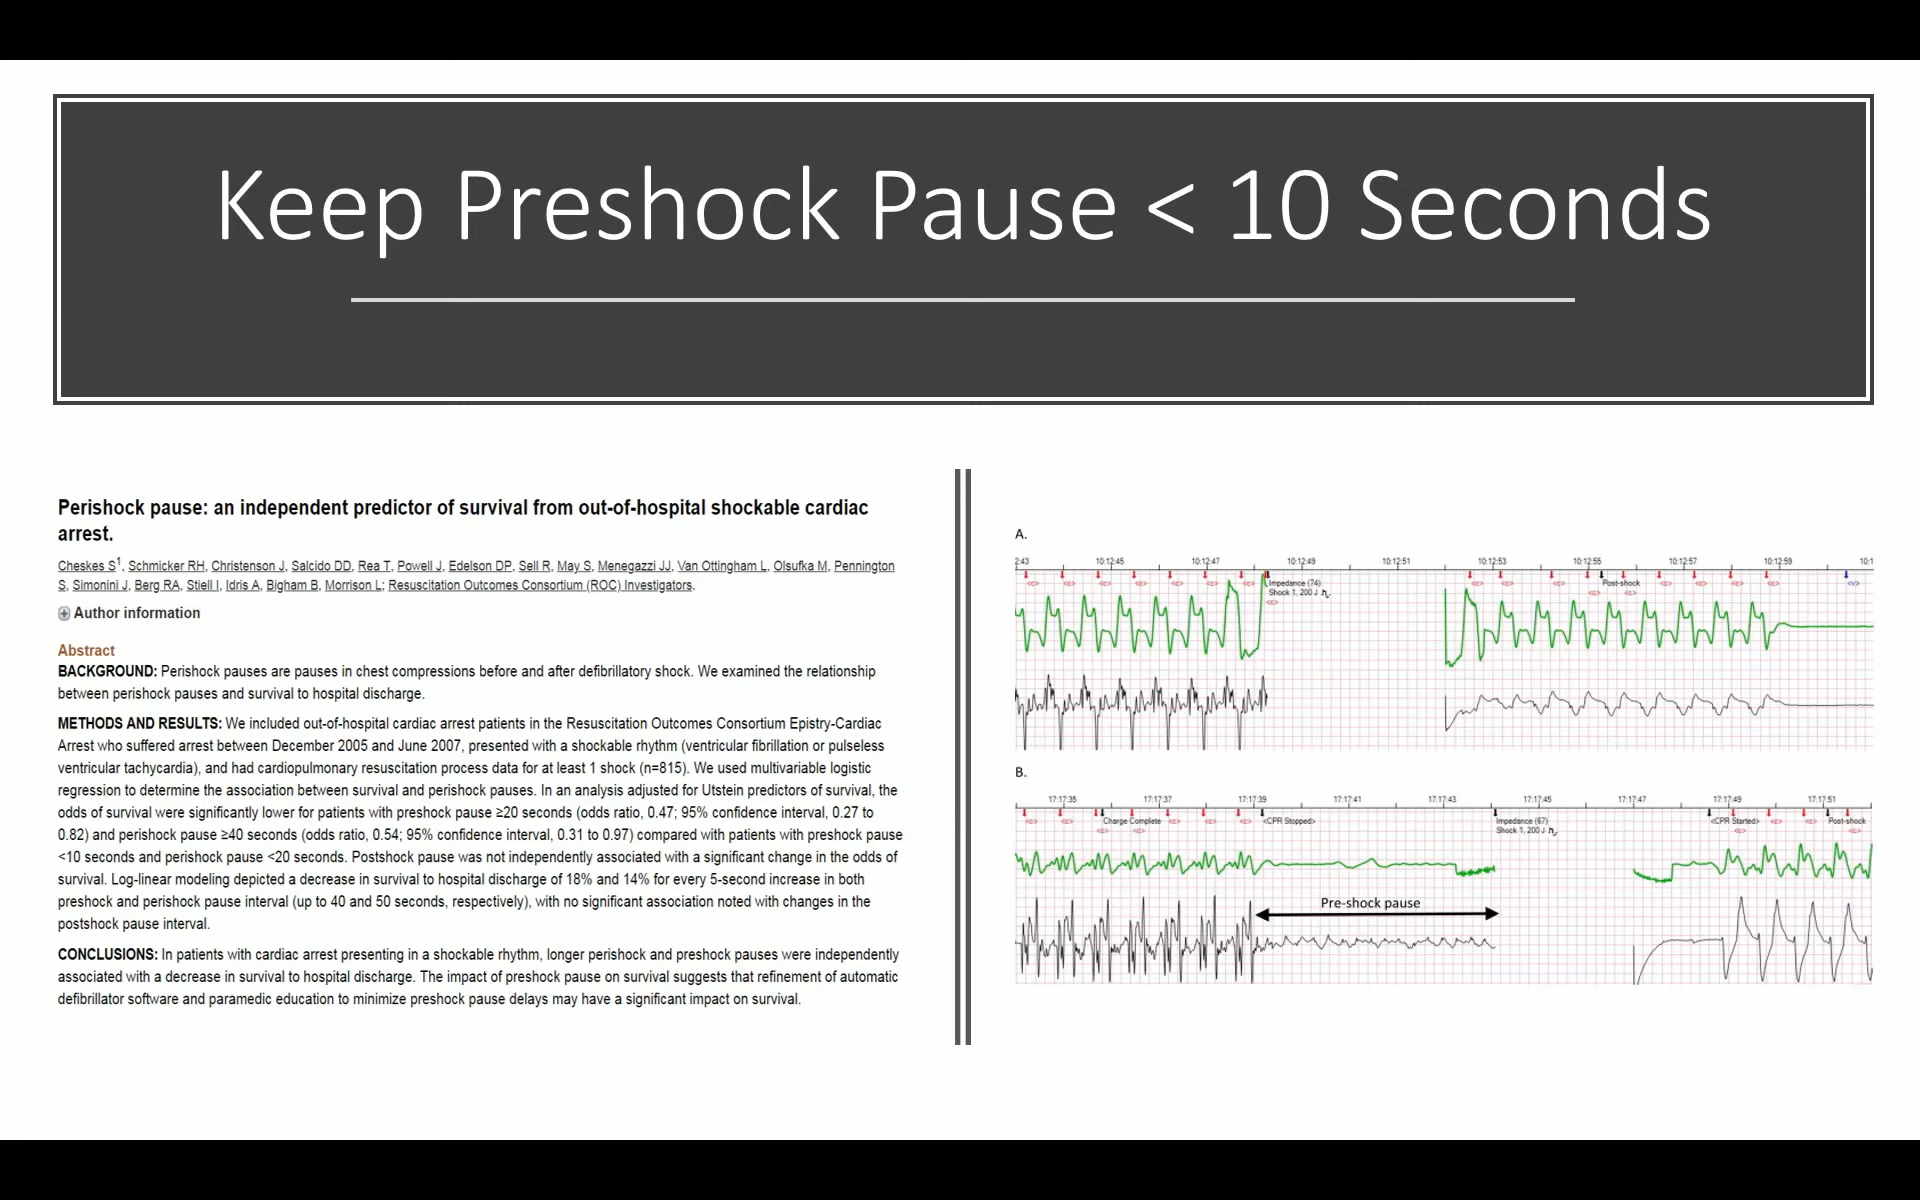 Keep Preshock Pause < 10 Seconds
Perishock pause: an independent predictor of survival from out-of-hospital shockable cardiac
arrest.
Cheskes S1, Schmicker RH, Christenson J, Salcido DD, Rea T, Powell J, Edelson DP, Sell R, May S, Menegazzi JJ, Van Ottingham L, Olsufka M, Pennington
S, Simonini J, Berg RA, Stiell I, Idris A, Bigham B, Morrison L; Resuscitation Outcomes Consortium (ROC) Investigators.
Author information
Abstract
BACKGROUND: Perishock pauses are pauses in chest compressions before and after defibrillatory shock. We examined the relationship
between perishock pauses and survival to hospital discharge.
METHODS AND RESULTS: We included out-of-hospital cardiac arrest patients in the Resuscitation Outcomes Consortium Epistry-Cardiac
Arrest who suffered arrest between December 2005 and June 2007, presented with a shockable rhythm (ventricular fibrillation or pulseless
ventricular tachycardia), and had cardiopulmonary resuscitation process data for at least 1 shock (n=815). We used multivariable logistic
regression to determine the association between survival and perishock pauses. In an analysis adjusted for Utstein predictors of survival, the
odds of survival were significantly lower for patients with preshock pause ≥20 seconds (odds ratio, 0.47; 95% confidence interval, 0.27 to
0.82) and perishock pause ≥40 seconds (odds ratio, 0.54; 95% confidence interval, 0.31 to 0.97) compared with patients with preshock pause
<10 seconds and perishock pause <20 seconds. Postshock pause was not independently associated with a significant change in the odds of
survival. Log-linear modeling depicted a decrease in survival to hospital discharge of 18% and 14% for every 5-second increase in both
preshock and perishock pause interval (up to 40 and 50 seconds, respectively), with no significant association noted with changes in the
postshock pause interval.
CONCLUSIONS: In patients with cardiac arrest presenting in a shockable rhythm, longer perishock and preshock pauses were independently
associated with a decrease in survival to hospital discharge. The impact of preshock pause on survival suggests that refinement of automatic
defibrillator software and paramedic education to minimize preshock pause delays may have a significant impact on survival.
A.
2:43 10:12:45 10:12:47 10:12:49 10:12:51 10:12:53 10:12:55 10:12:57 10:12:59 10:1
Impedance (74) Post-shock
Shock 1, 200 J
B.
17:17:35 17:17:37 17:17:39 17:17:41 17:17:43 17:17:45 17:17:47 17:17:49 17:17:51
Charge Complete <CPR Stopped> Impedance (67) <CPR Started> Post-shock
Shock 1, 200 J
Pre-shock pause